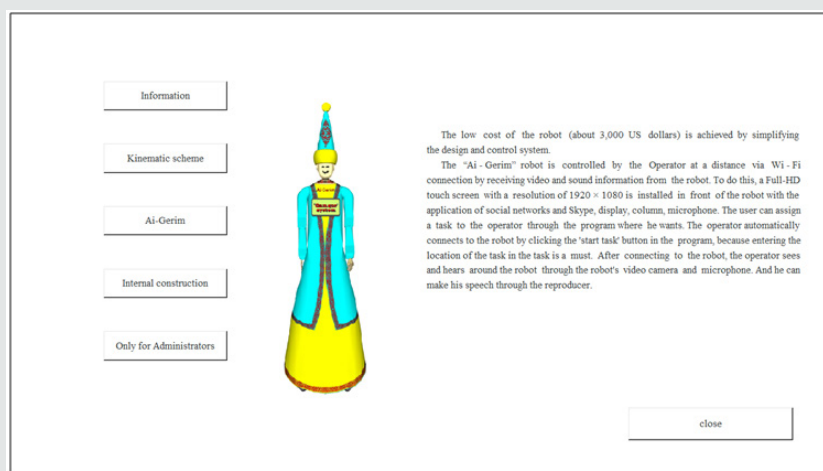 Information
Kinematic scheme
Ai-Gerim
Internal construction
Only for Administrators
Ai Gerim
The low cost of the robot (about 3,000 US dollars) is achieved by simplifying
the design and control system.
The “Ai - Gerim” robot is controlled by the Operator at a distance via Wi - Fi
connection by receiving video and sound information from the robot. To do this, a Full-HD
touch screen with a resolution of 1920 × 1080 is installed in front of the robot with the
application of social networks and Skype, display, column, microphone. The user can assign
a task to the operator through the program where he wants. The operator automatically
connects to the robot by clicking the 'start task' button in the program, because entering the
location of the task in the task is a must. After connecting to the robot, the operator sees
and hears around the robot through the robot's video camera and microphone. And he can
make his speech through the reproducer.
close